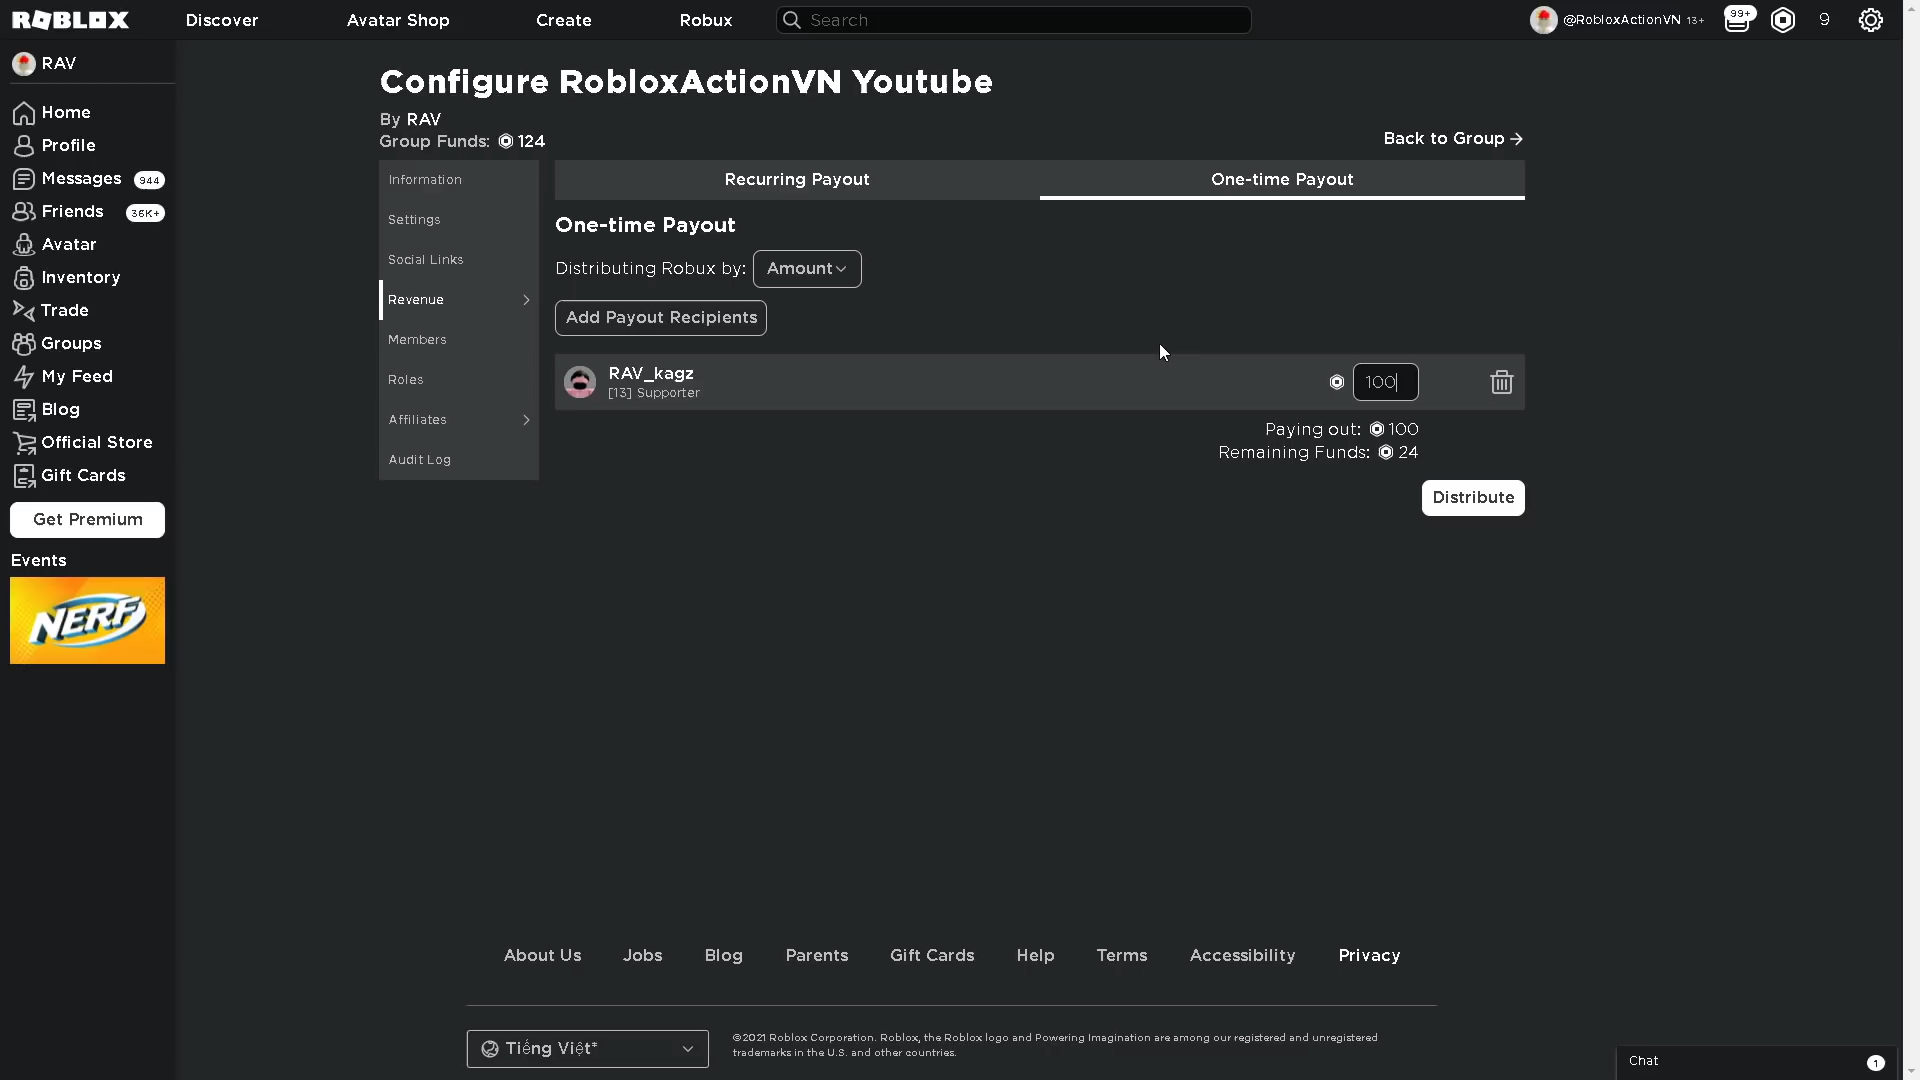 ROBLOX
Discover
Avatar Shop
Create
Robux
Search
@RobloxActionVN 13+
99+
9
RAV
Home
Profile
Messages 944
Friends 36K+
Avatar
Inventory
Trade
Groups
My Feed
Blog
Official Store
Gift Cards
Get Premium
Events
NERF
Configure RobloxActionVN Youtube
By RAV
Group Funds: 124
Back to Group
Information
Settings
Social Links
Revenue
Members
Roles
Affiliates
Audit Log
Recurring Payout
One-time Payout
One-time Payout
Distributing Robux by: Amount
Add Payout Recipients
RAV_kagz
[13] Supporter
100
Paying out: 100
Remaining Funds: 24
Distribute
About Us
Jobs
Blog
Parents
Gift Cards
Help
Terms
Accessibility
Privacy
Tiếng Việt*
©2021 Roblox Corporation. Roblox, the Roblox logo and Powering Imagination are among our registered and unregistered
trademarks in the U.S. and other countries.
Chat
1